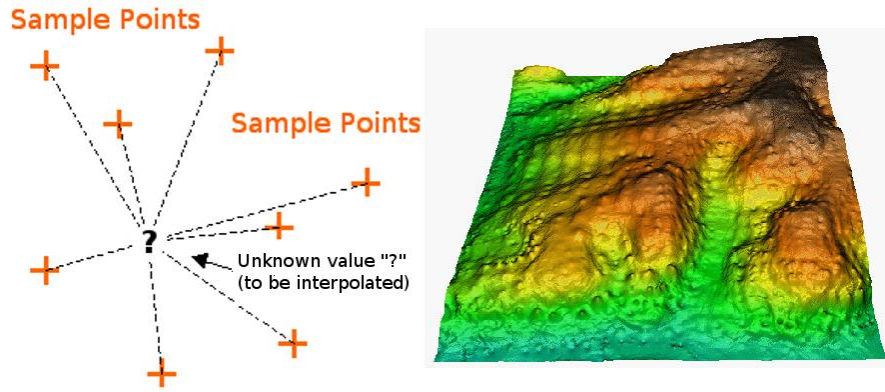 Sample Points
Sample Points
?
Unknown value "?"
(to be interpolated)